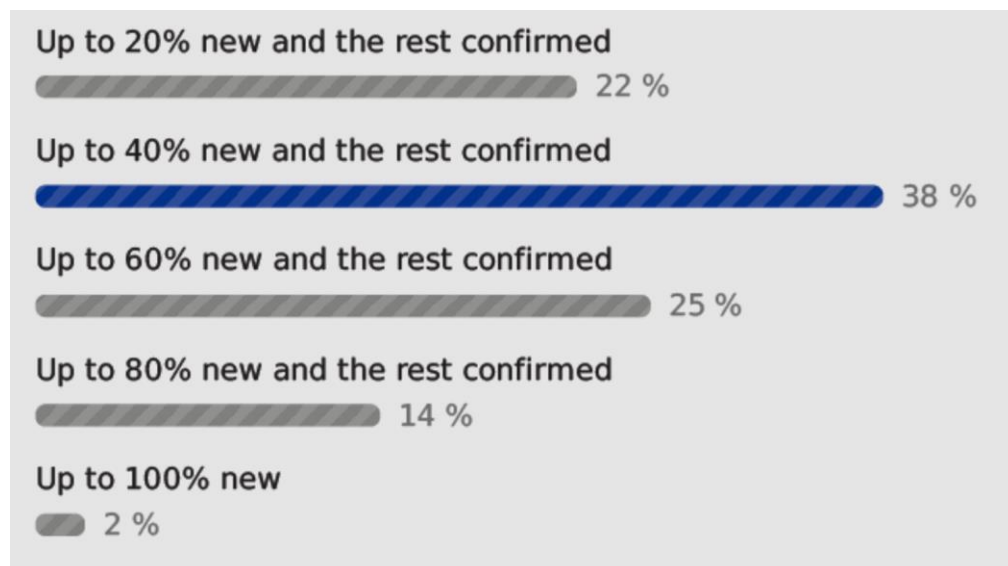 Up to 20% new and the rest confirmed
22 %
Up to 40% new and the rest confirmed
38 %
Up to 60% new and the rest confirmed
25 %
Up to 80% new and the rest confirmed
14 %
Up to 100% new
2 %